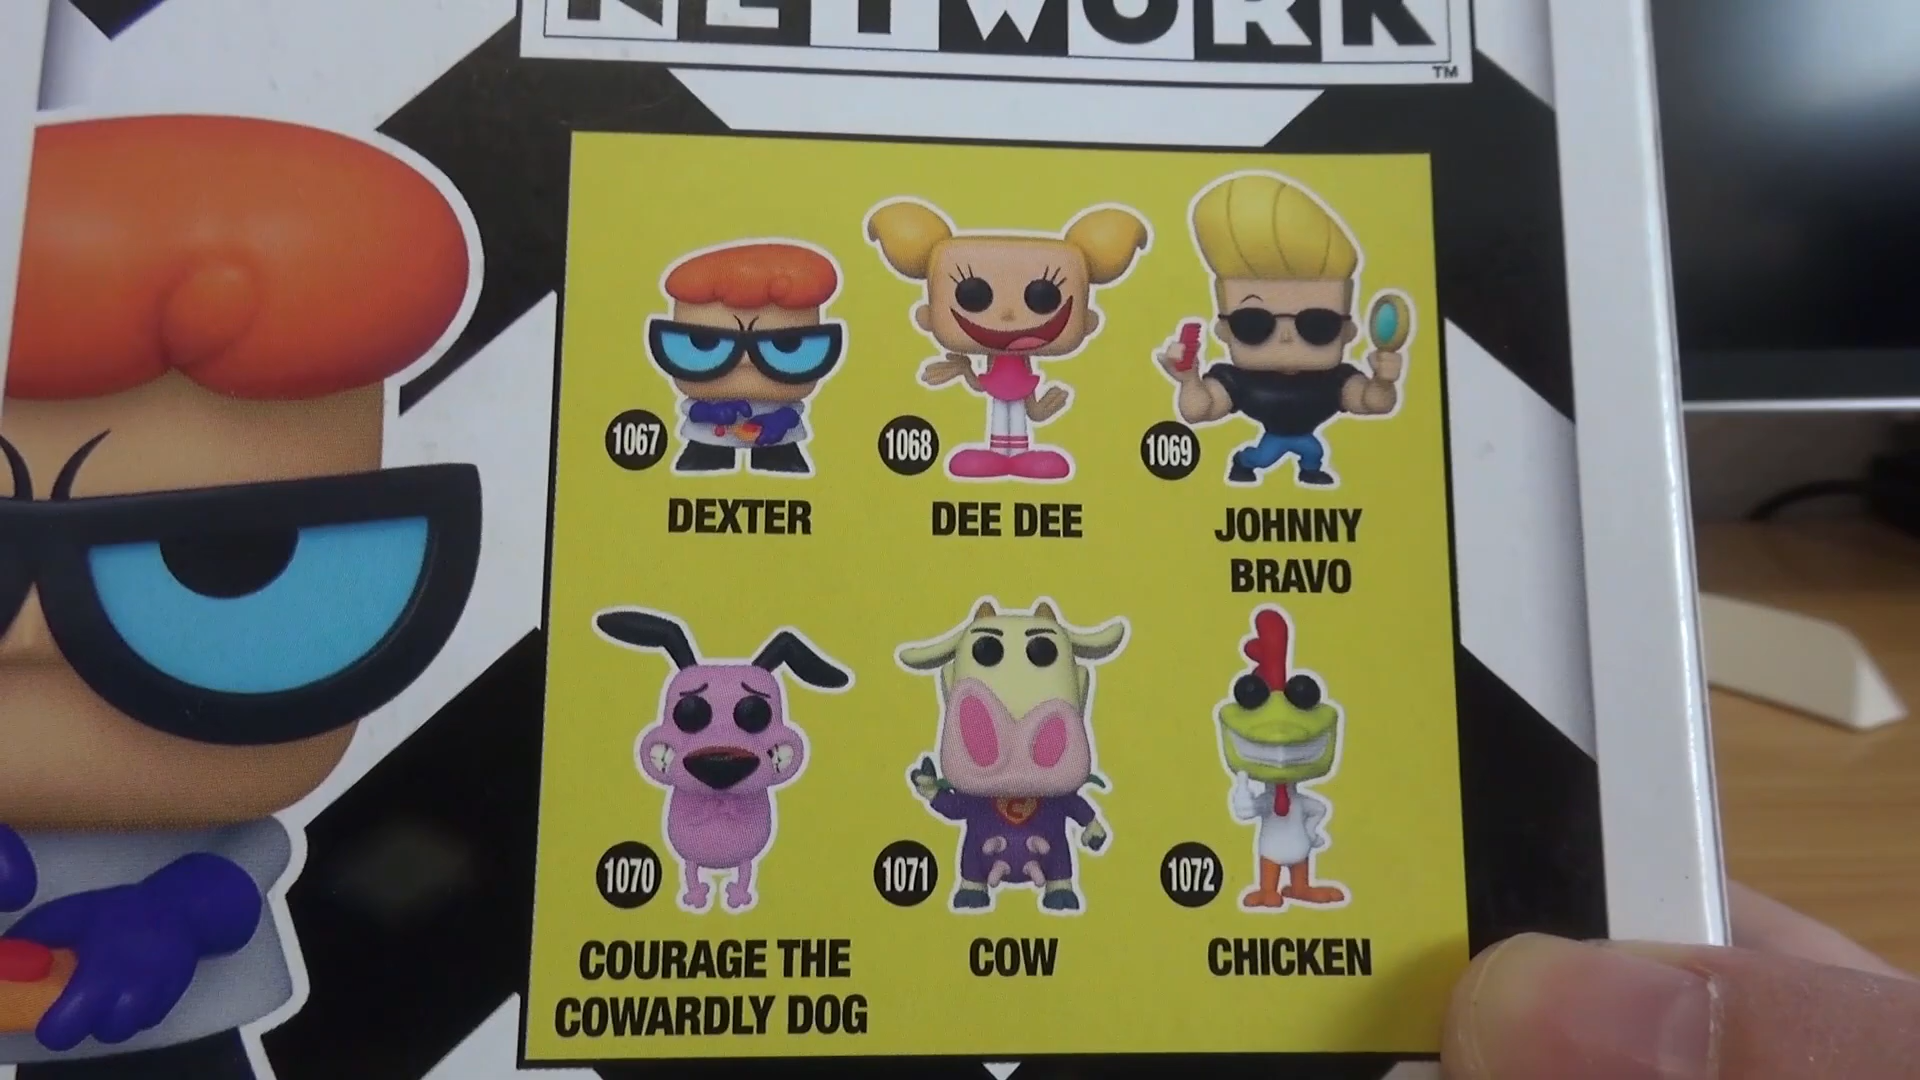 NETWORK
TM
1067
1068
1069
DEXTER
DEE DEE
JOHNNY
BRAVO
1070
1071
1072
COURAGE THE
COWARDLY DOG
COW
CHICKEN